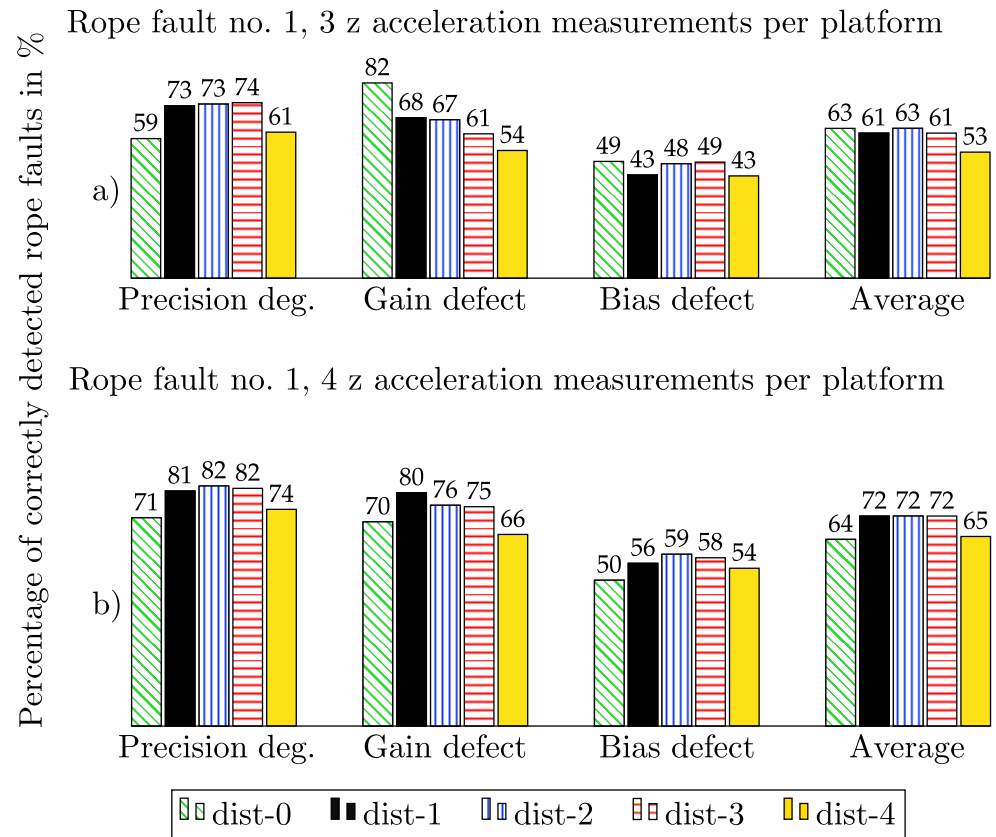 Percentage of correctly detected rope faults in %
Rope fault no. 1, 3 z acceleration measurements per platform
a)
59 73 73 74 61 82 68 67 61 54 49 43 48 49 43 63 61 63 61 53
Precision deg. Gain defect Bias defect Average
Rope fault no. 1, 4 z acceleration measurements per platform
b)
71 81 82 82 74 70 80 76 75 66 50 56 59 58 54 64 72 72 72 65
Precision deg. Gain defect Bias defect Average
dist-0 dist-1 dist-2 dist-3 dist-4